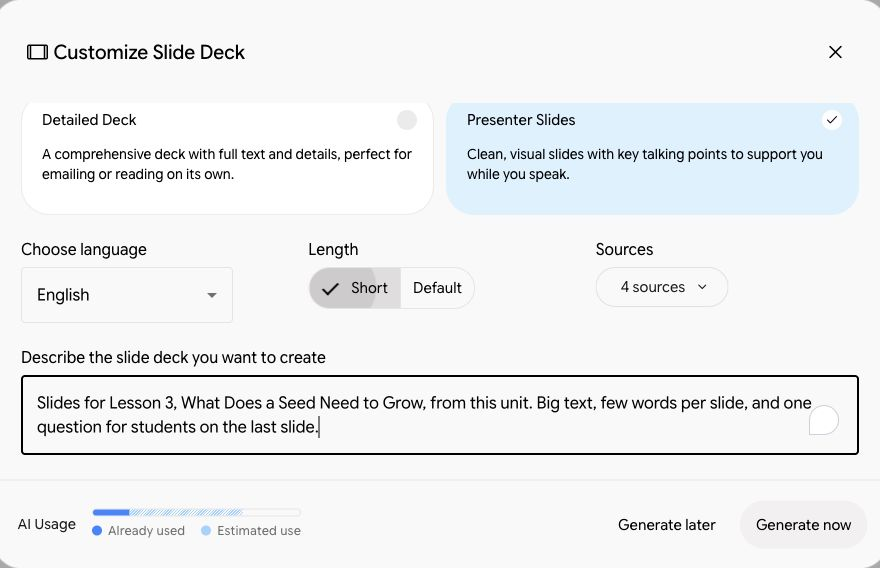 Customize Slide Deck
Detailed Deck
A comprehensive deck with full text and details, perfect for
emailing or reading on its own.
Presenter Slides
Clean, visual slides with key talking points to support you
while you speak.
Choose language
English
Length
Short
Default
Sources
4 sources
Describe the slide deck you want to create
Slides for Lesson 3, What Does a Seed Need to Grow, from this unit. Big text, few words per slide, and one
question for students on the last slide.
AI Usage
Already used
Estimated use
Generate later
Generate now